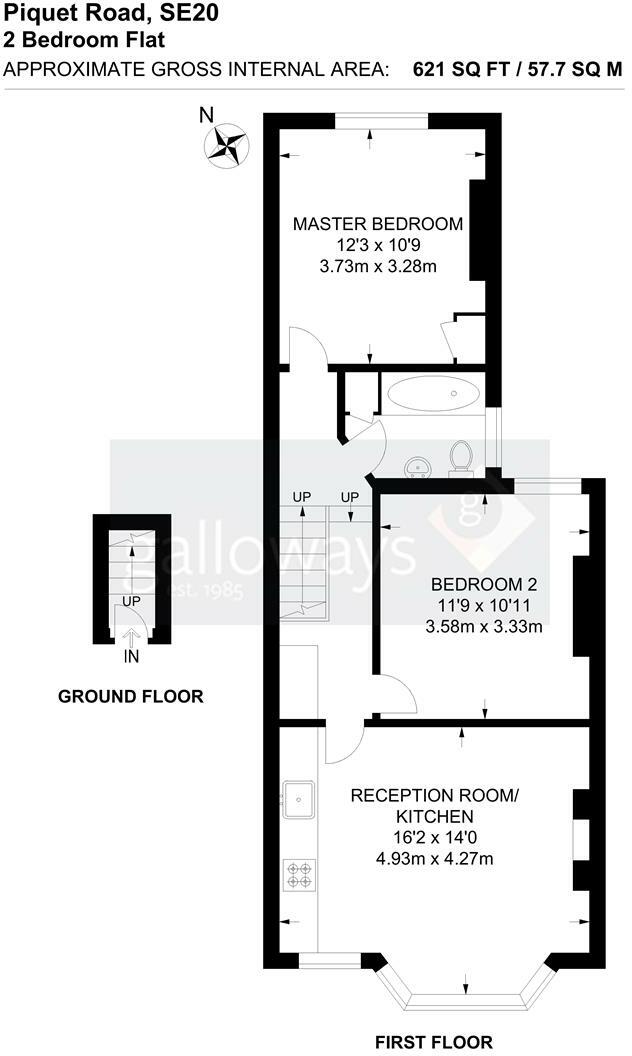 Piquet Road, SE20
2 Bedroom Flat
APPROXIMATE GROSS INTERNAL AREA: 621 SQ FT / 57.7 SQ M
N
MASTER BEDROOM
12'3 x 10'9
3.73m x 3.28m
UP
UP
galloways
est. 1985
g
BEDROOM 2
11'9 x 10'11
3.58m x 3.33m
UP
IN
GROUND FLOOR
RECEPTION ROOM/
KITCHEN
16'2 x 14'0
4.93m x 4.27m
FIRST FLOOR